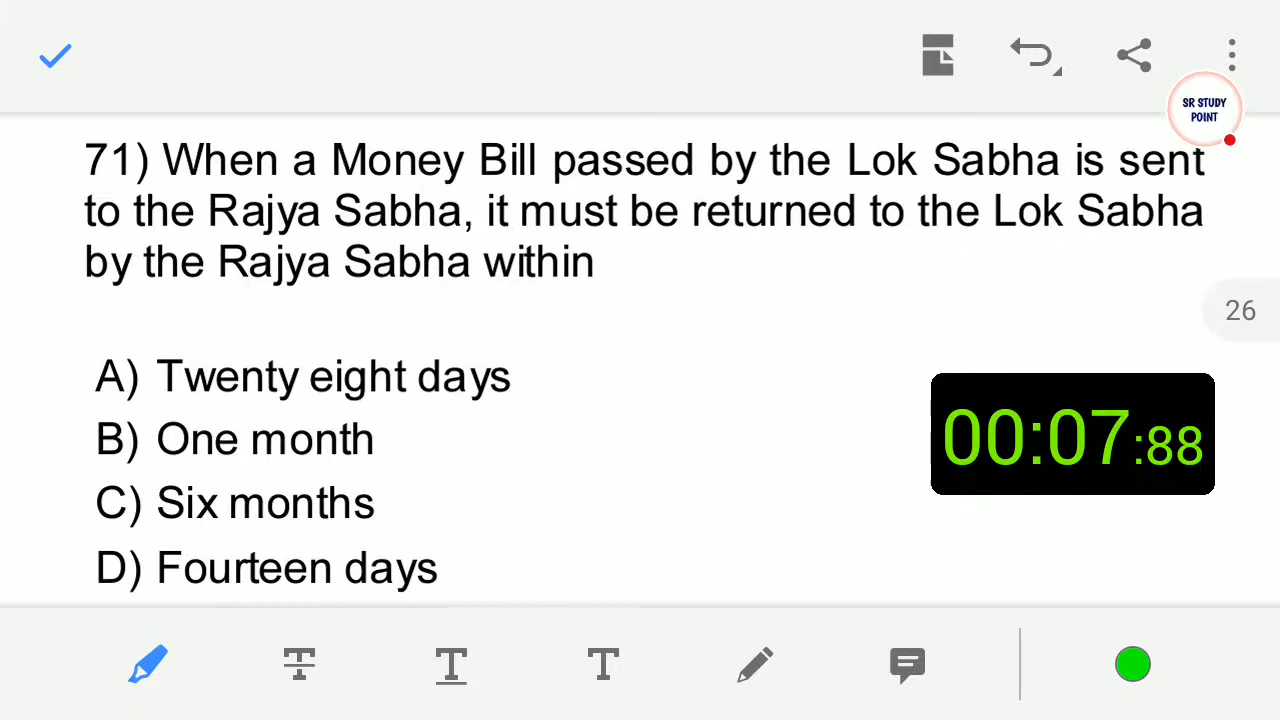 SR STUDY
POINT
71) When a Money Bill passed by the Lok Sabha is sent
to the Rajya Sabha, it must be returned to the Lok Sabha
by the Rajya Sabha within
26
A) Twenty eight days
00:07:88
B) One month
C) Six months
D) Fourteen days
T
T
T